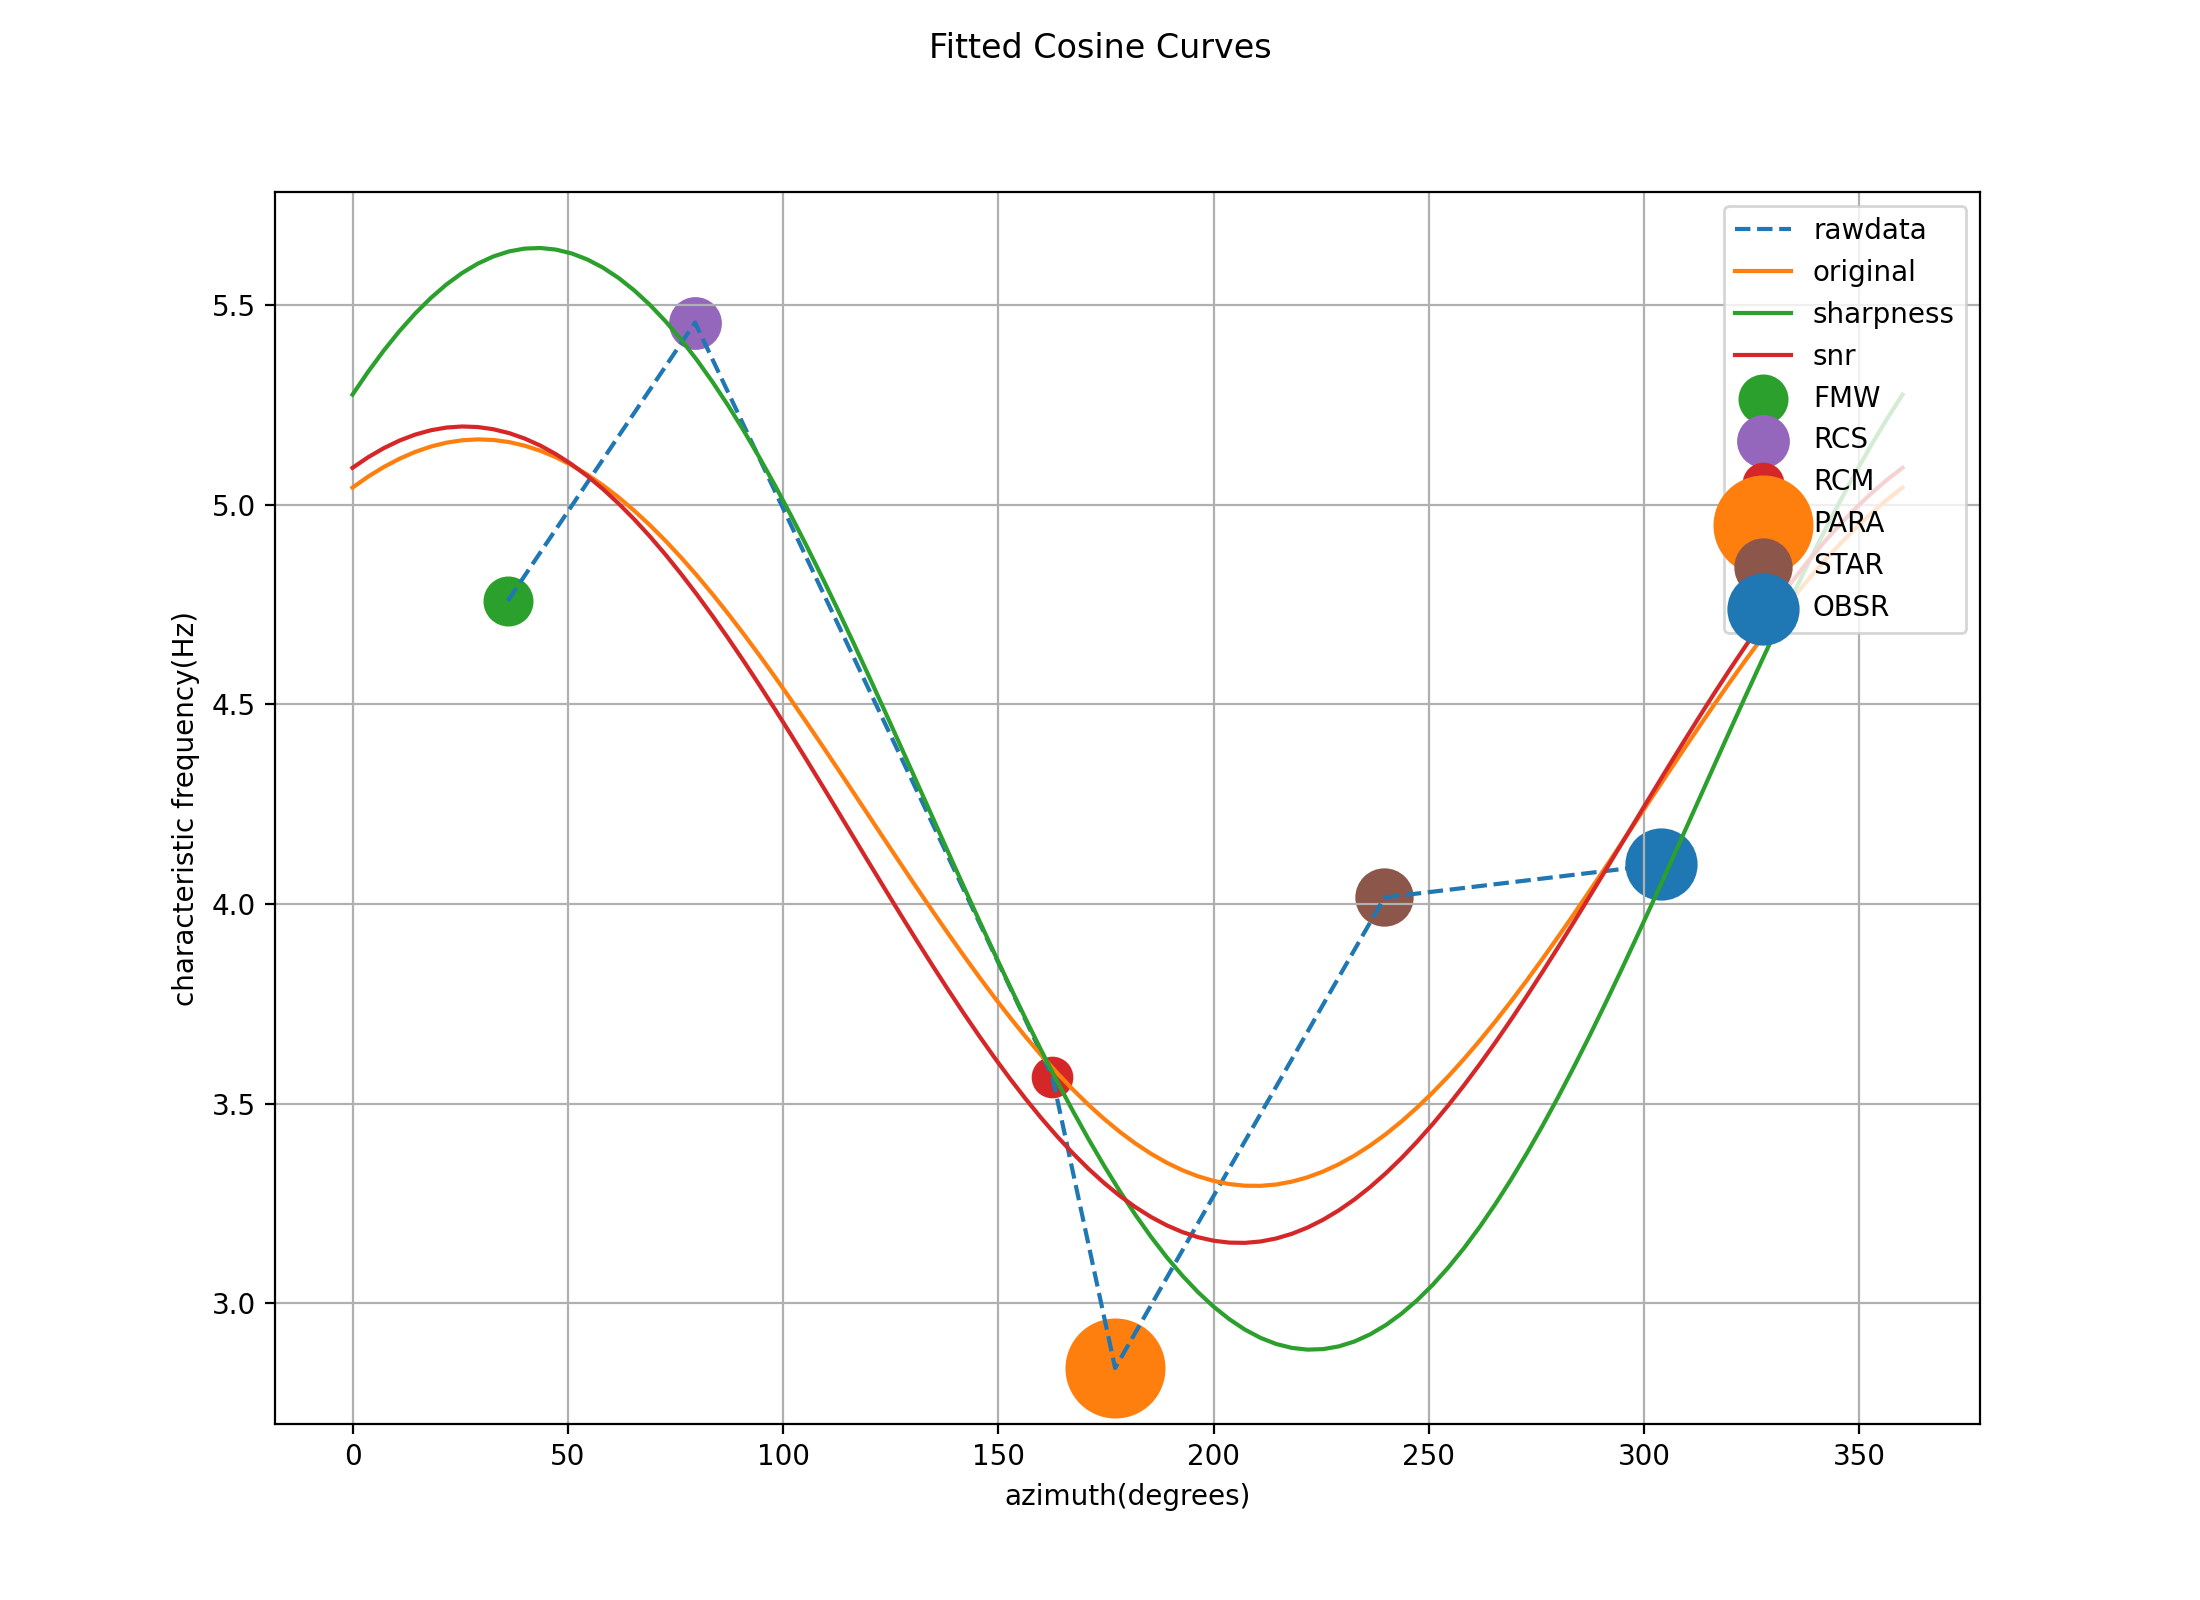 Fitted Cosine Curves
rawdata
original
sharpness
snr
FMW
RCS
RCM
PARA
STAR
OBSR
characteristic frequency(Hz)
5.5
5.0
4.5
4.0
3.5
3.0
0 50 100 150 200 250 300 350
azimuth(degrees)